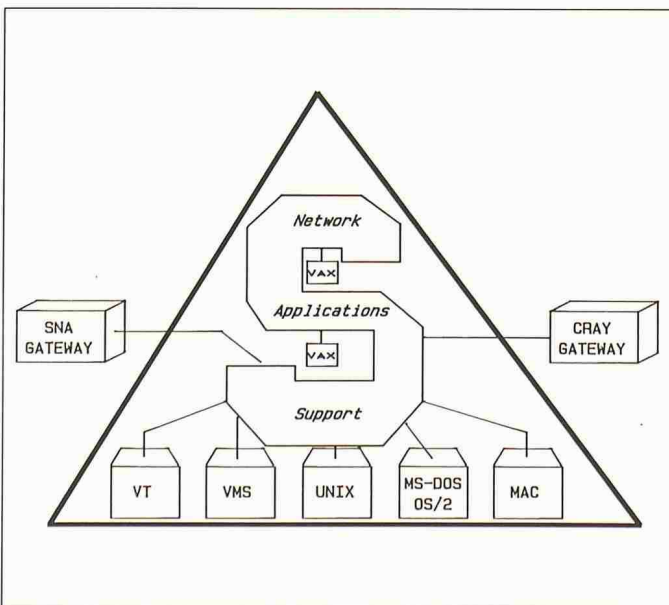 Network
VAX
Applications
SNA
GATEWAY
CRAY
GATEWAY
VAX
Support
VT
VMS
UNIX
MS-DOS
OS/2
MAC